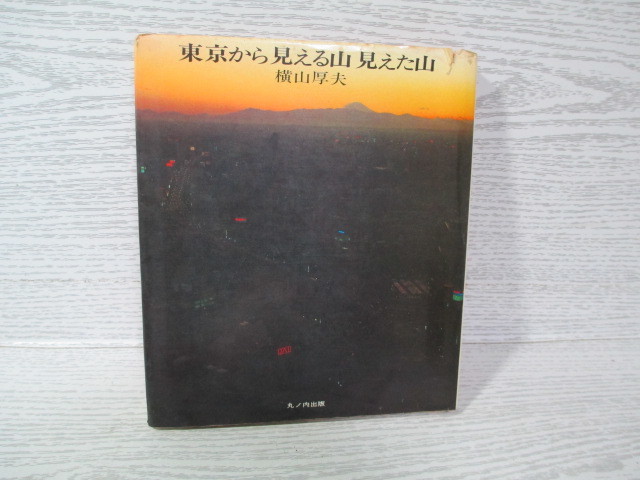 東京から見える山 見えた山
横山厚夫
丸ノ内出版